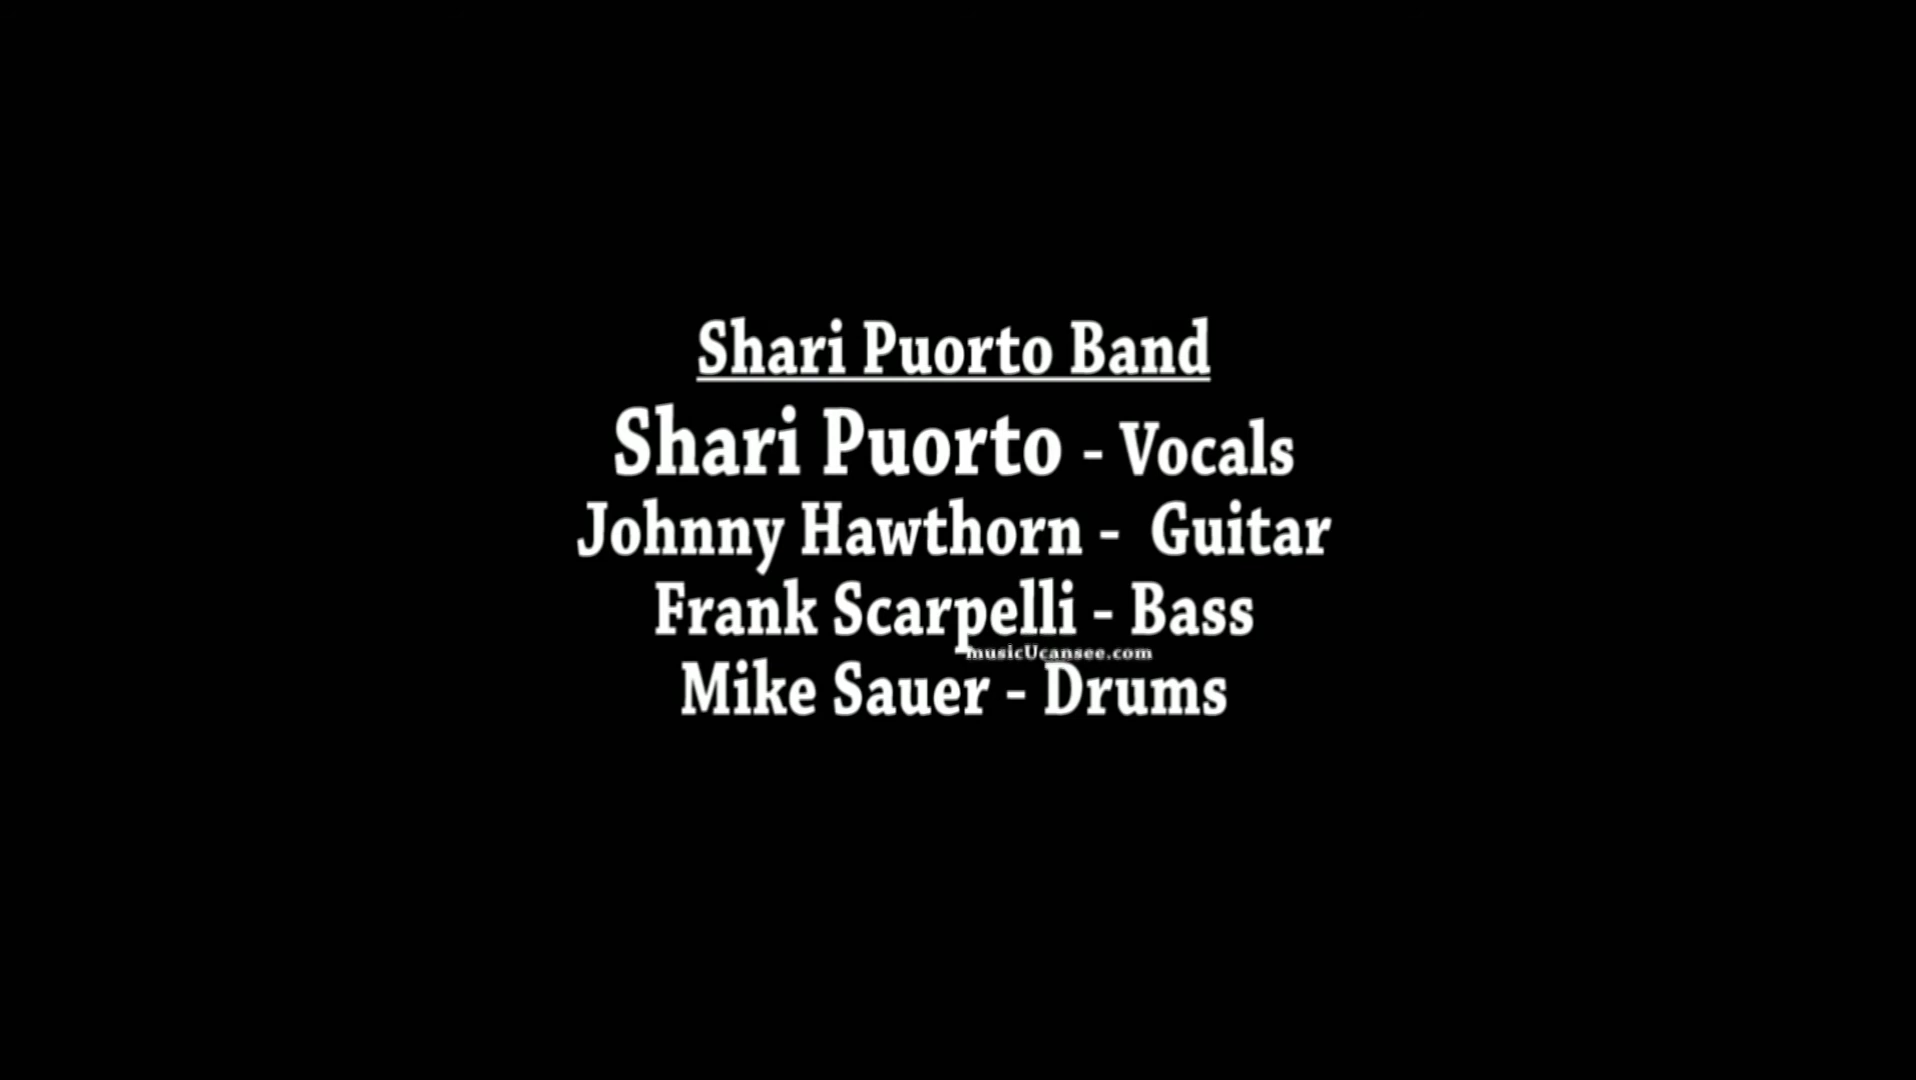 Shari Puorto Band
Shari Puorto - Vocals
Johnny Hawthorn -  Guitar
Frank Scarpelli - Bass
musicUcansee.com
Mike Sauer - Drums